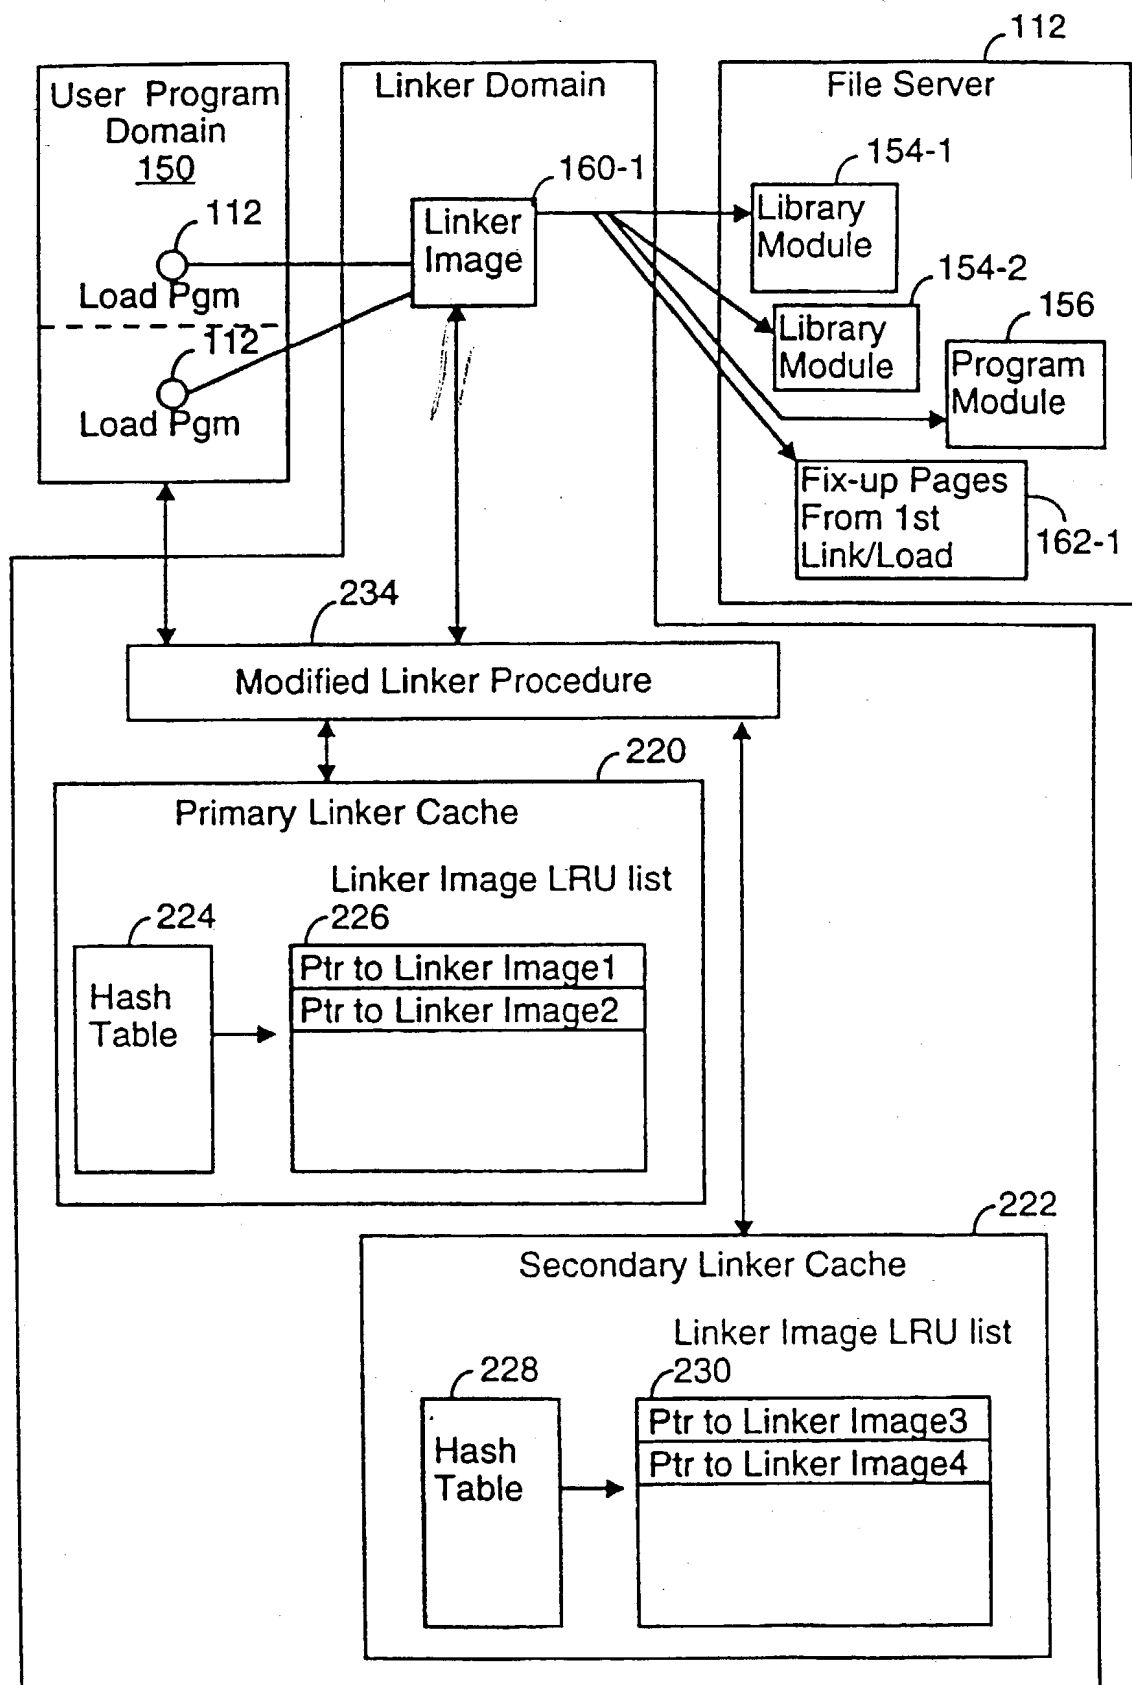 112
User Program
Domain
150
112
Load Pgm
112
Load Pgm
Linker Domain
160-1
Linker
Image
File Server
154-1
Library
Module
154-2
Library
Module
156
Program
Module
Fix-up Pages
From 1st
Link/Load
162-1
234
Modified Linker Procedure
220
Primary Linker Cache
Linker Image LRU list
224
226
Hash
Table
Ptr to Linker Image1
Ptr to Linker Image2
222
Secondary Linker Cache
Linker Image LRU list
228
230
Hash
Table
Ptr to Linker Image3
Ptr to Linker Image4